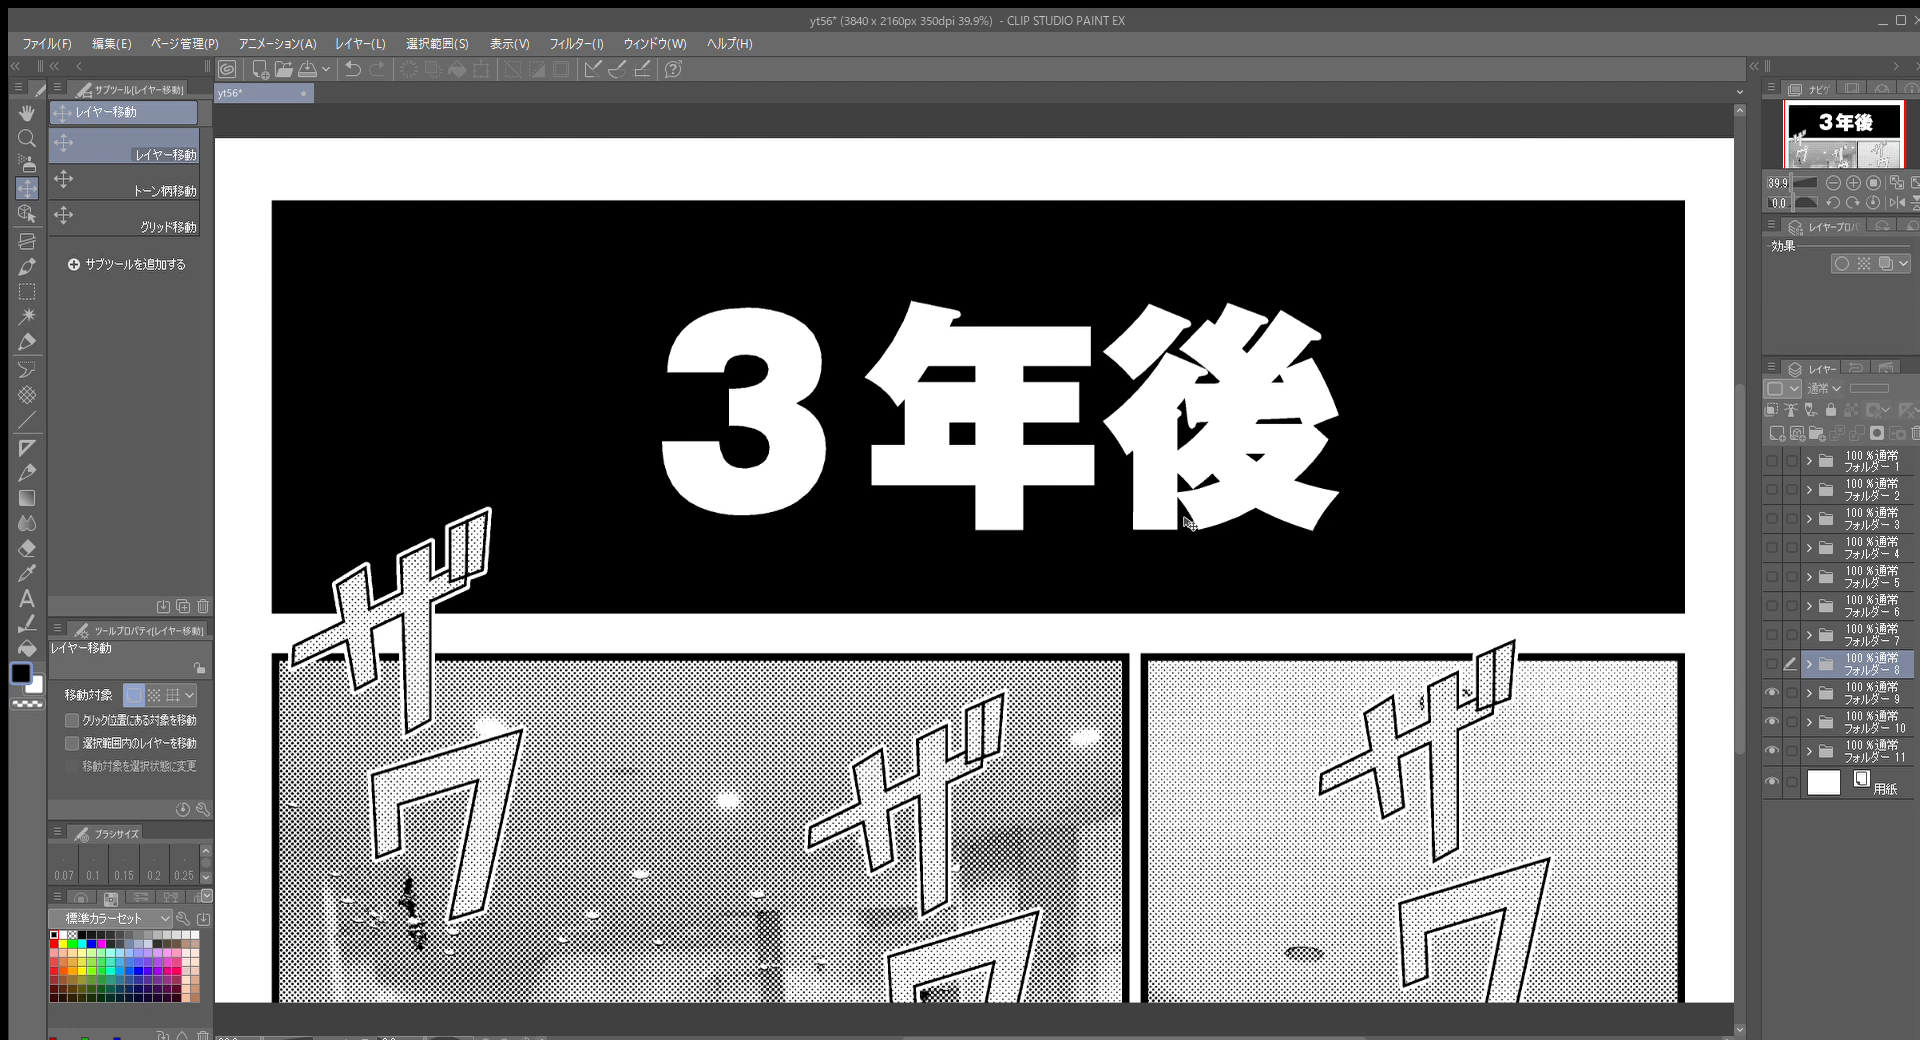 yt56* (3840 x 2160px 350dpi 39.9%) - CLIP STUDIO PAINT EX
ファイル(F) 編集(E) ページ管理(P) アニメーション(A) レイヤー(L) 選択範囲(S) 表示(V) フィルター(I) ウィンドウ(W) ヘルプ(H)
サブツール[レイヤー移動]
レイヤー移動
レイヤー移動
トーン柄移動
グリッド移動
サブツールを追加する
ツールプロパティ[レイヤー移動]
レイヤー移動
移動対象
クリック位置にある対象を移動
選択範囲内のレイヤーを移動
移動対象を選択状態に変更
ブラシサイズ
0.07 0.1 0.15 0.2 0.25
標準カラーセット
yt56*
3年後
ザワ
ザワ
ザワ
ナビゲ
3年後
ザワ
39.9
0.0
レイヤープロパ
効果
レイヤー
通常
100 %通常
フォルダー 1
100 %通常
フォルダー 2
100 %通常
フォルダー 3
100 %通常
フォルダー 4
100 %通常
フォルダー 5
100 %通常
フォルダー 6
100 %通常
フォルダー 7
100 %通常
フォルダー 8
100 %通常
フォルダー 9
100 %通常
フォルダー 10
100 %通常
フォルダー 11
用紙